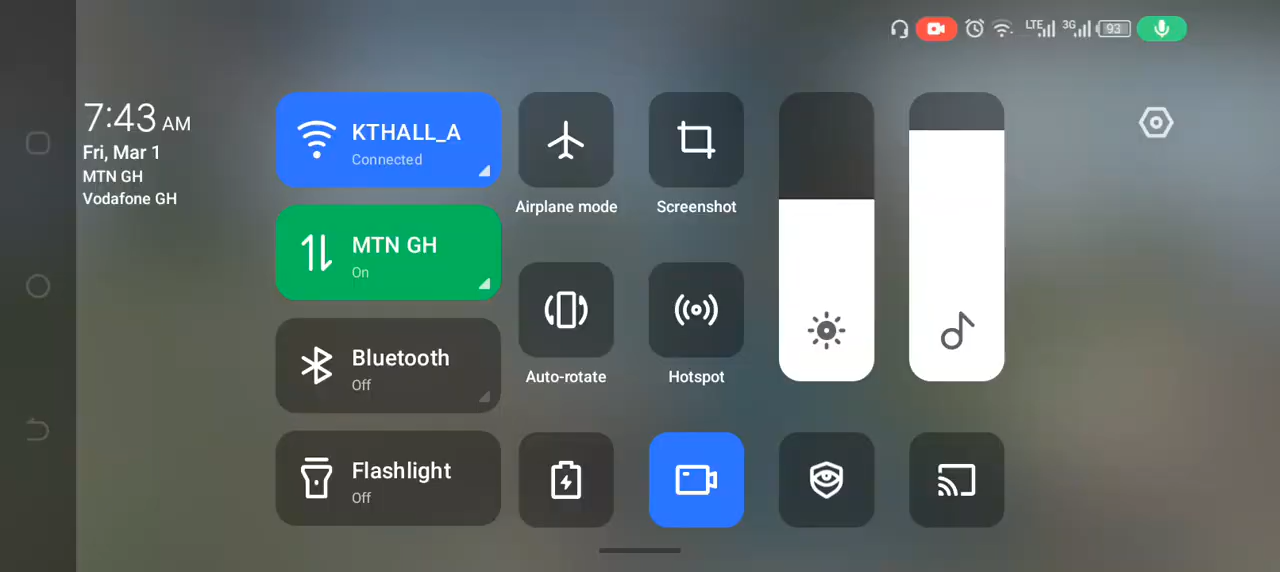 LTE 3G 93
7:43 AM
Fri, Mar 1
MTN GH
Vodafone GH
KTHALL_A
Connected
MTN GH
On
Bluetooth
Off
Flashlight
Off
Airplane mode
Screenshot
Auto-rotate
Hotspot